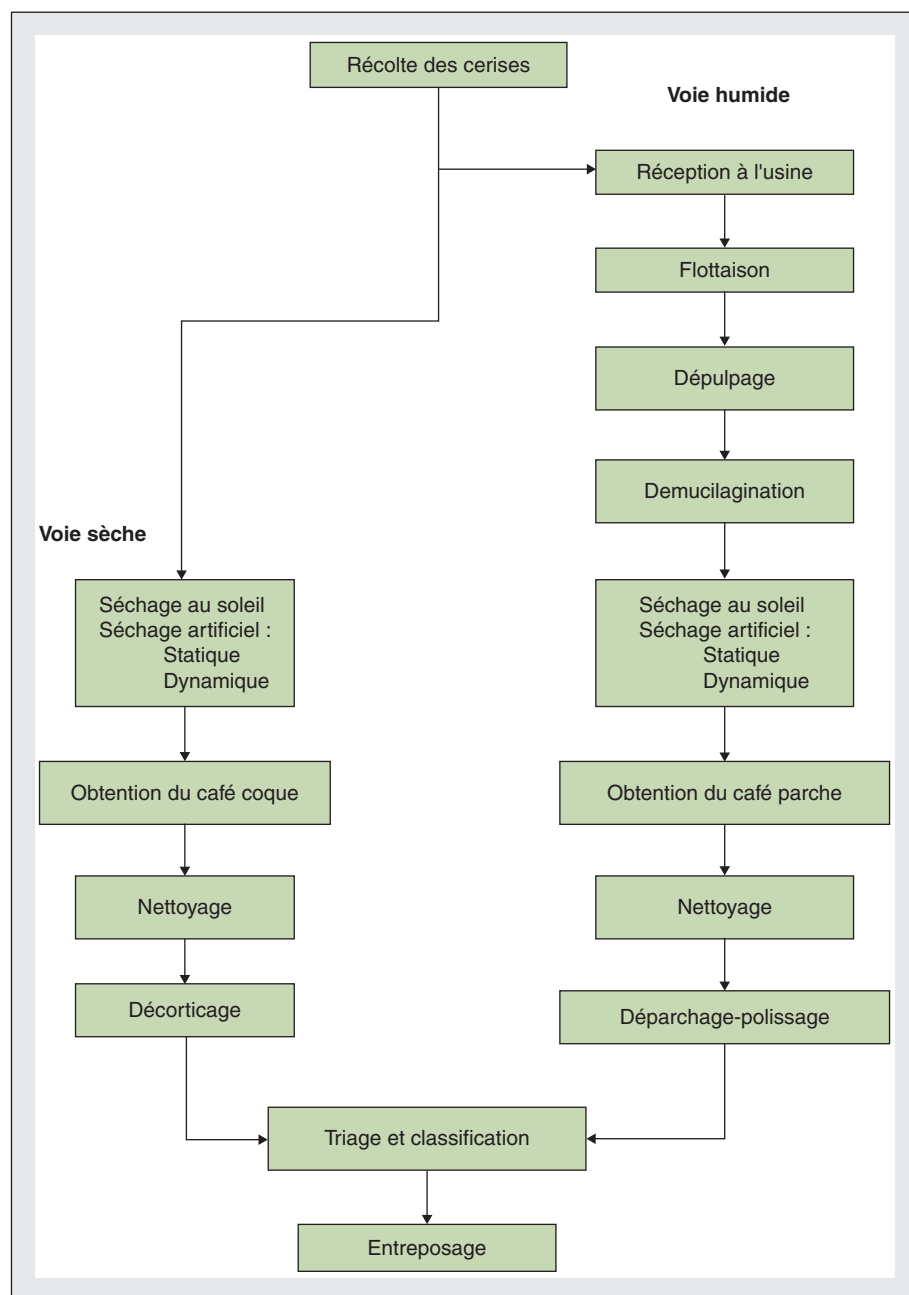 Récolte des cerises
Voie humide
Réception à l'usine
Flottaison
Dépulpage
Demucilagination
Voie sèche
Séchage au soleil
Séchage artificiel :
Statique
Dynamique
Séchage au soleil
Séchage artificiel :
Statique
Dynamique
Obtention du café coque
Obtention du café parche
Nettoyage
Nettoyage
Décorticage
Déparchage-polissage
Triage et classification
Entreposage